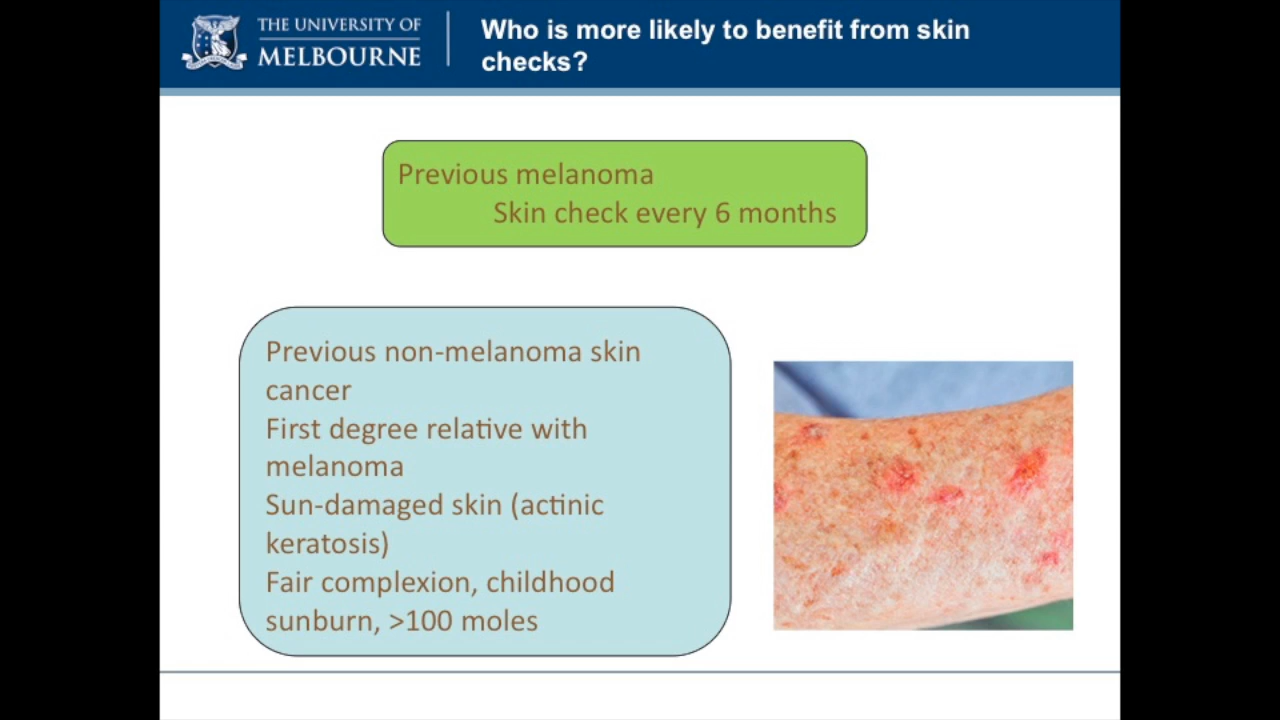 THE UNIVERSITY OF
MELBOURNE
Who is more likely to benefit from skin
checks?
Previous melanoma
Skin check every 6 months
Previous non-melanoma skin
cancer
First degree relative with
melanoma
Sun-damaged skin (actinic
keratosis)
Fair complexion, childhood
sunburn, >100 moles